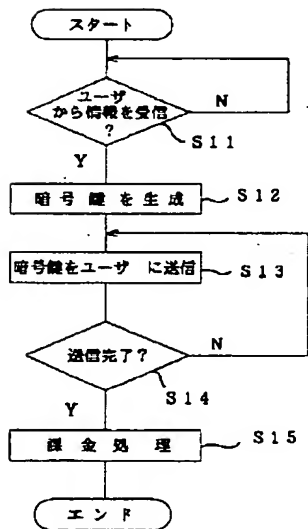 スタート
ユーザ
から情報を受信
?
N
S11
Y
暗号鍵を生成
S12
暗号鍵をユーザに送信
S13
送信完了?
N
S14
Y
課金処理
S15
エンド